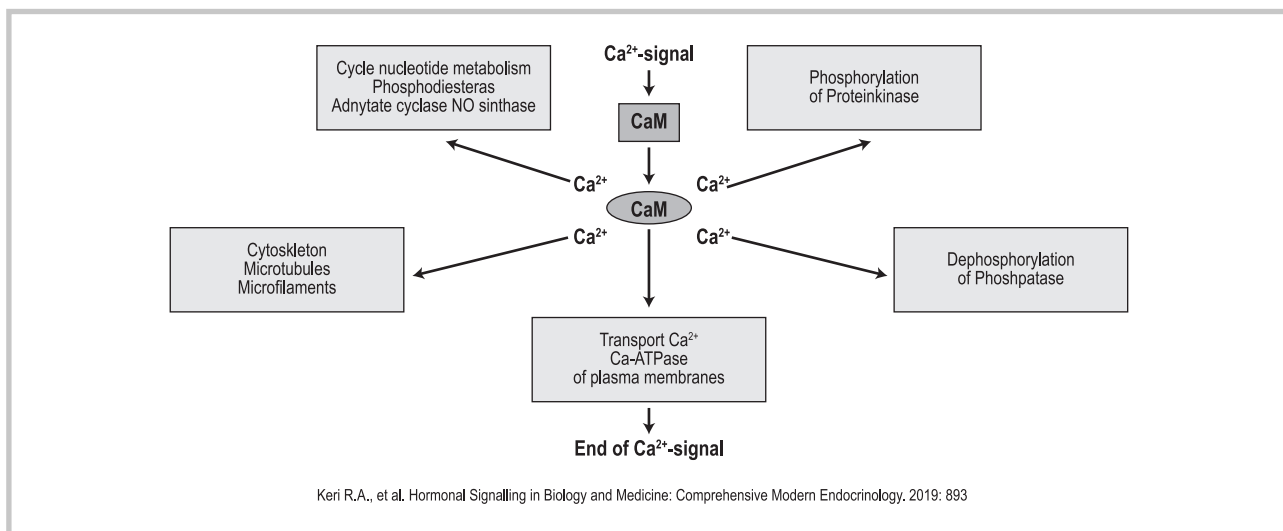 Ca²⁺-signal
Cycle nucleotide metabolism
Phosphodiesteras
Adnytate cyclase NO sinthase
CaM
Phosphorylation
of Proteinkinase
Ca²⁺
Ca²⁺
CaM
Ca²⁺
Ca²⁺
Cytoskleton
Microtubules
Microfilaments
Dephosphorylation
of Phoshpatase
Transport Ca²⁺
Ca-ATPase
of plasma membranes
End of Ca²⁺-signal
Keri R.A., et al. Hormonal Signalling in Biology and Medicine: Comprehensive Modern Endocrinology. 2019: 893